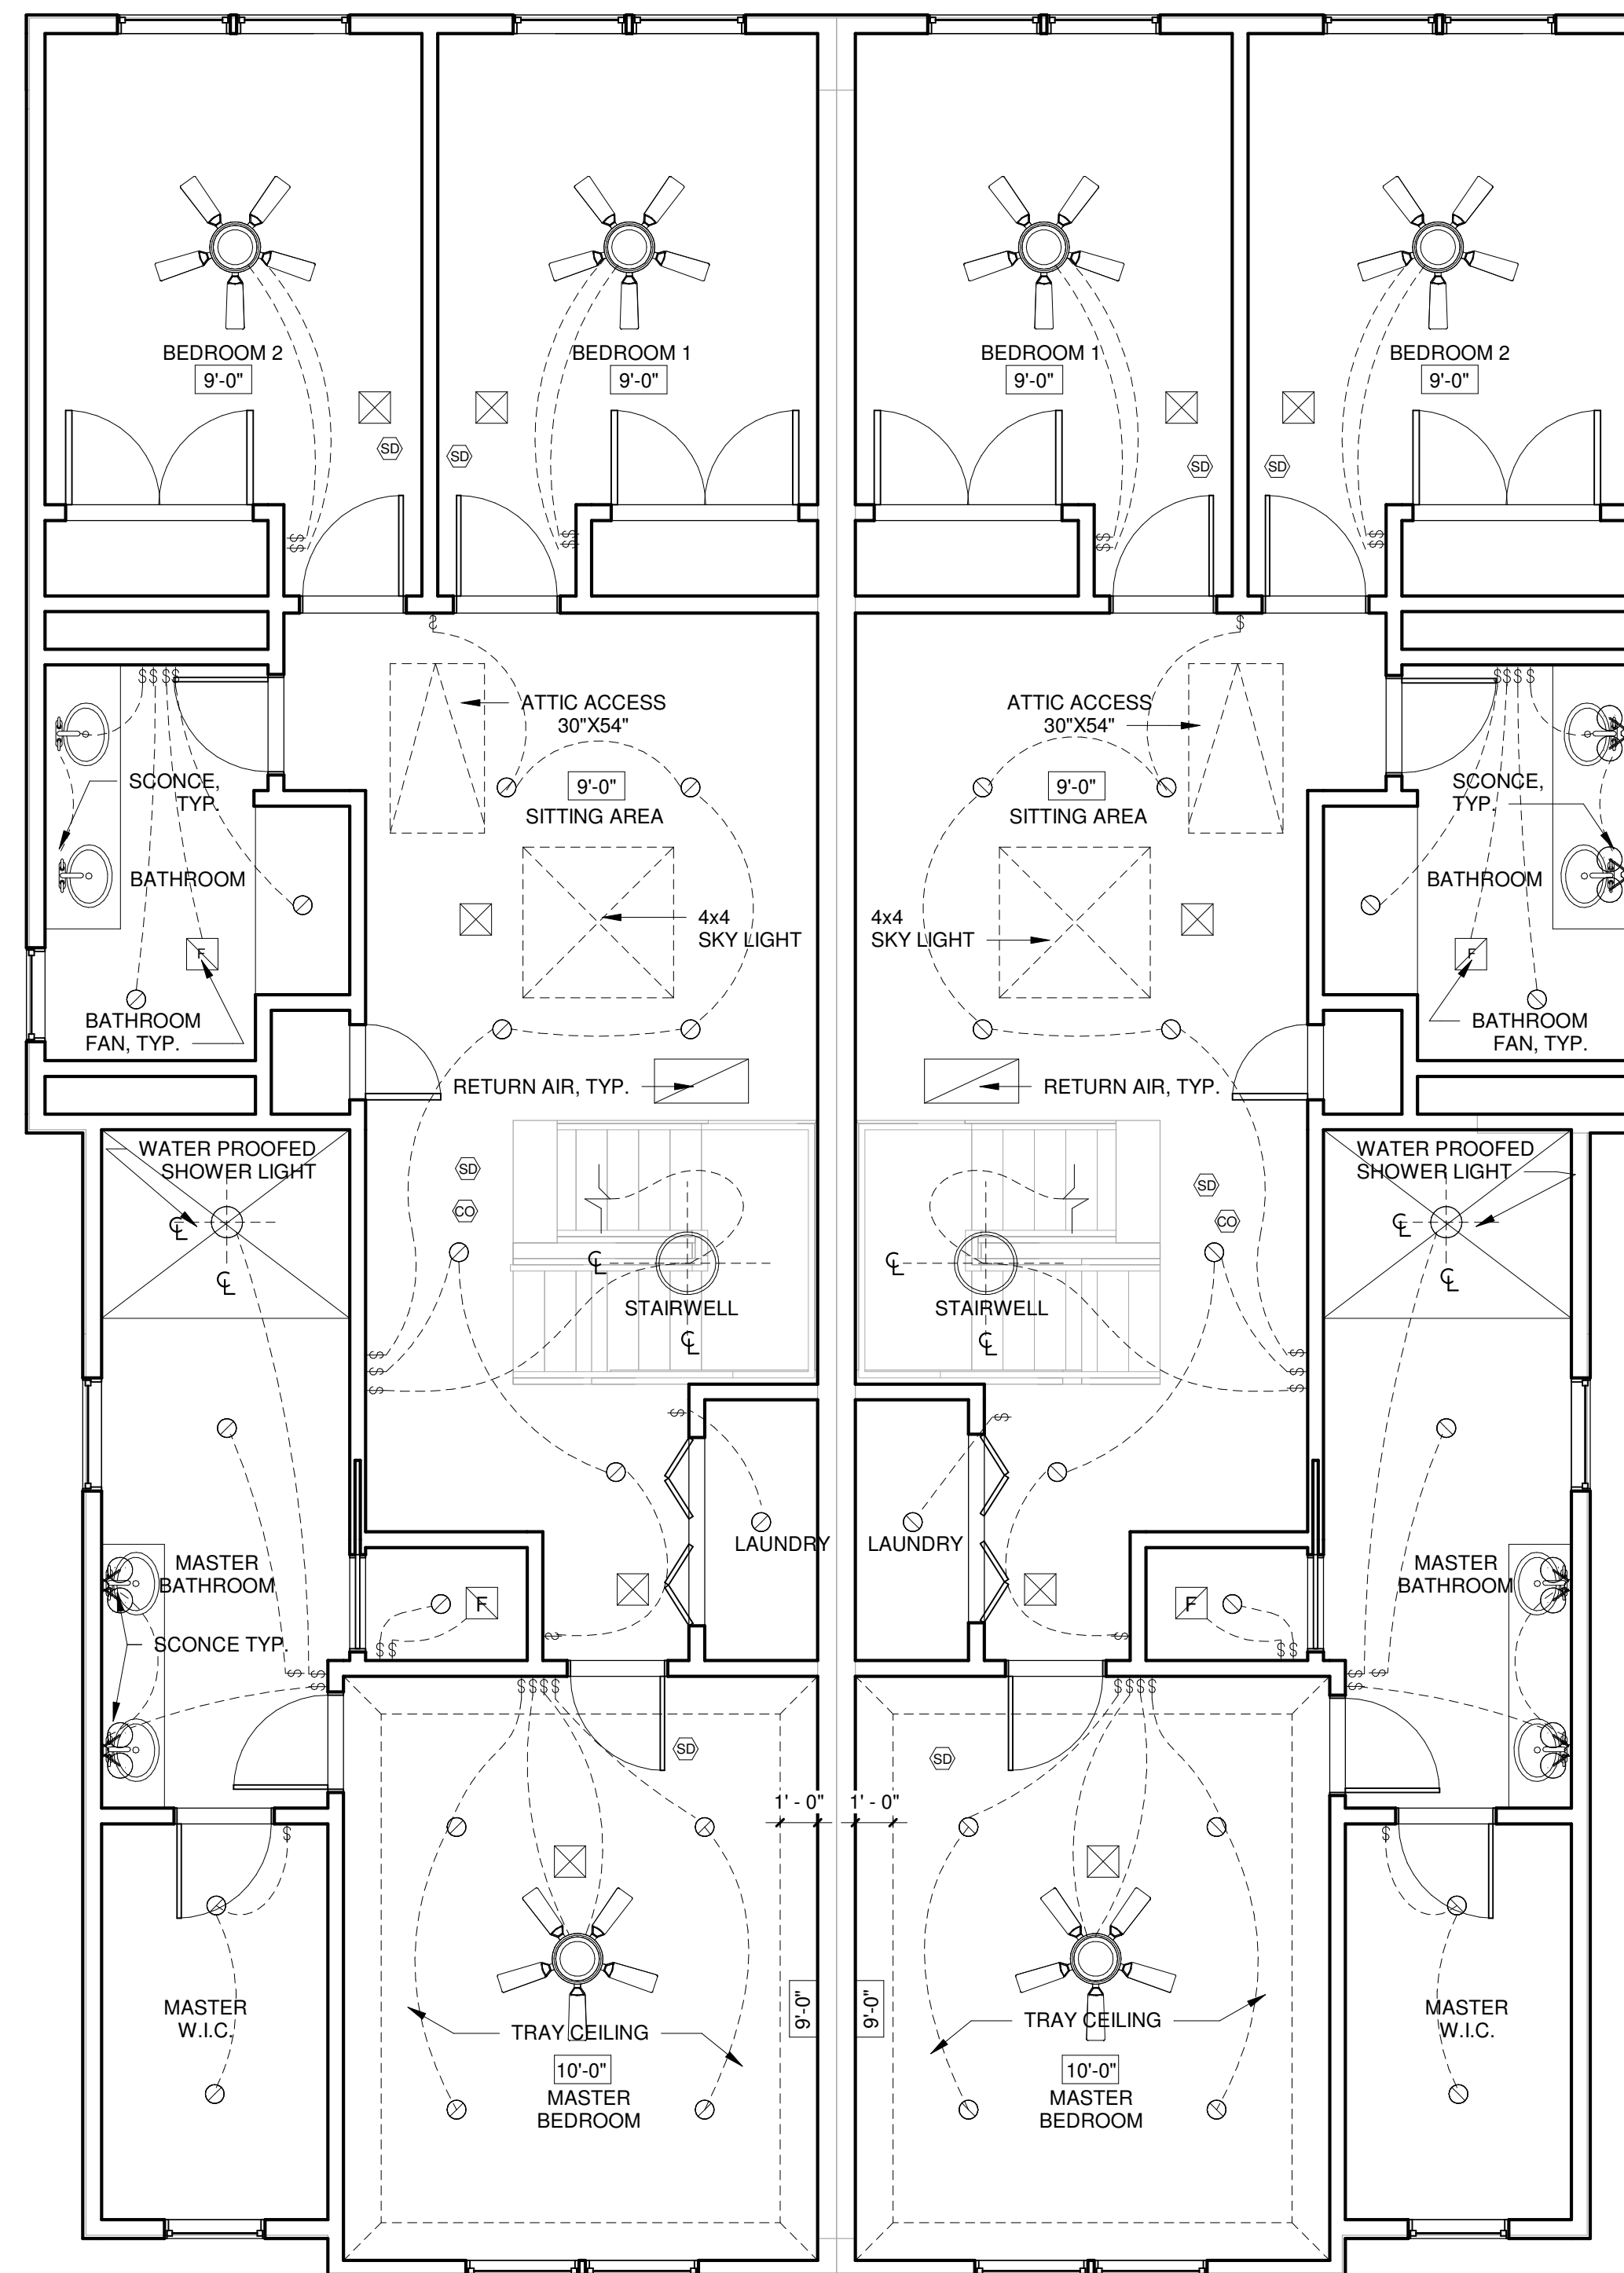 BEDROOM 2
9'-0"
BEDROOM 1
9'-0"
BEDROOM 1
9'-0"
BEDROOM 2
9'-0"
SD
SD
SD
SD
$
$
$
$
$
$
$
$
$
$
$ $ $ $
$ $ $ $
ATTIC ACCESS
30"X54"
ATTIC ACCESS
30"X54"
9'-0"
SITTING AREA
9'-0"
SITTING AREA
SCONCE,
TYP.
SCONCE,
TYP.
BATHROOM
BATHROOM
4x4
SKY LIGHT
4x4
SKY LIGHT
F
F
BATHROOM
FAN, TYP.
BATHROOM
FAN, TYP.
RETURN AIR, TYP.
RETURN AIR, TYP.
WATER PROOFED
SHOWER LIGHT
WATER PROOFED
SHOWER LIGHT
SD
CO
SD
CO
℄
℄
℄
℄
℄
℄
STAIRWELL
STAIRWELL
℄
℄
$
$
$
$
$
$
$
$
LAUNDRY
LAUNDRY
MASTER
BATHROOM
MASTER
BATHROOM
F
F
SCONCE TYP.
$ $
$ $
$
$
$ $
$
$ $
$
$ $ $ $
$ $ $ $
SD
SD
1' - 0"
1' - 0"
$
$
9'-0"
9'-0"
MASTER
W.I.C.
TRAY CEILING
TRAY CEILING
MASTER
W.I.C.
10'-0"
MASTER
BEDROOM
10'-0"
MASTER
BEDROOM